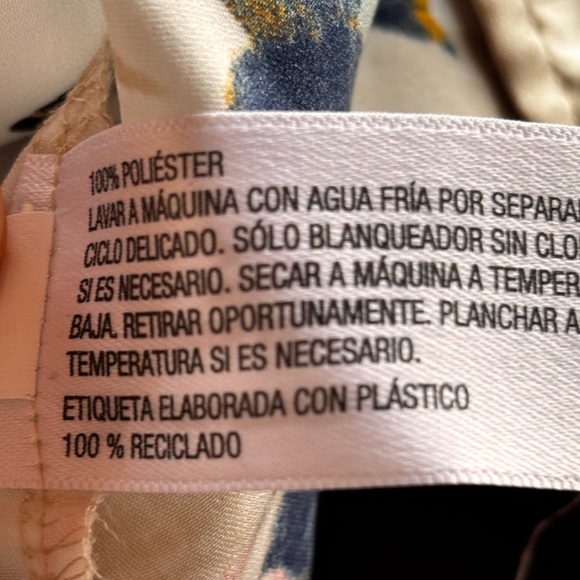 100% POLIÉSTER
LAVAR A MÁQUINA CON AGUA FRÍA POR SEPARA
CICLO DELICADO. SÓLO BLANQUEADOR SIN CLO
SI ES NECESARIO. SECAR A MÁQUINA A TEMPER
BAJA. RETIRAR OPORTUNAMENTE. PLANCHAR A
TEMPERATURA SI ES NECESARIO.
ETIQUETA ELABORADA CON PLÁSTICO
100 % RECICLADO